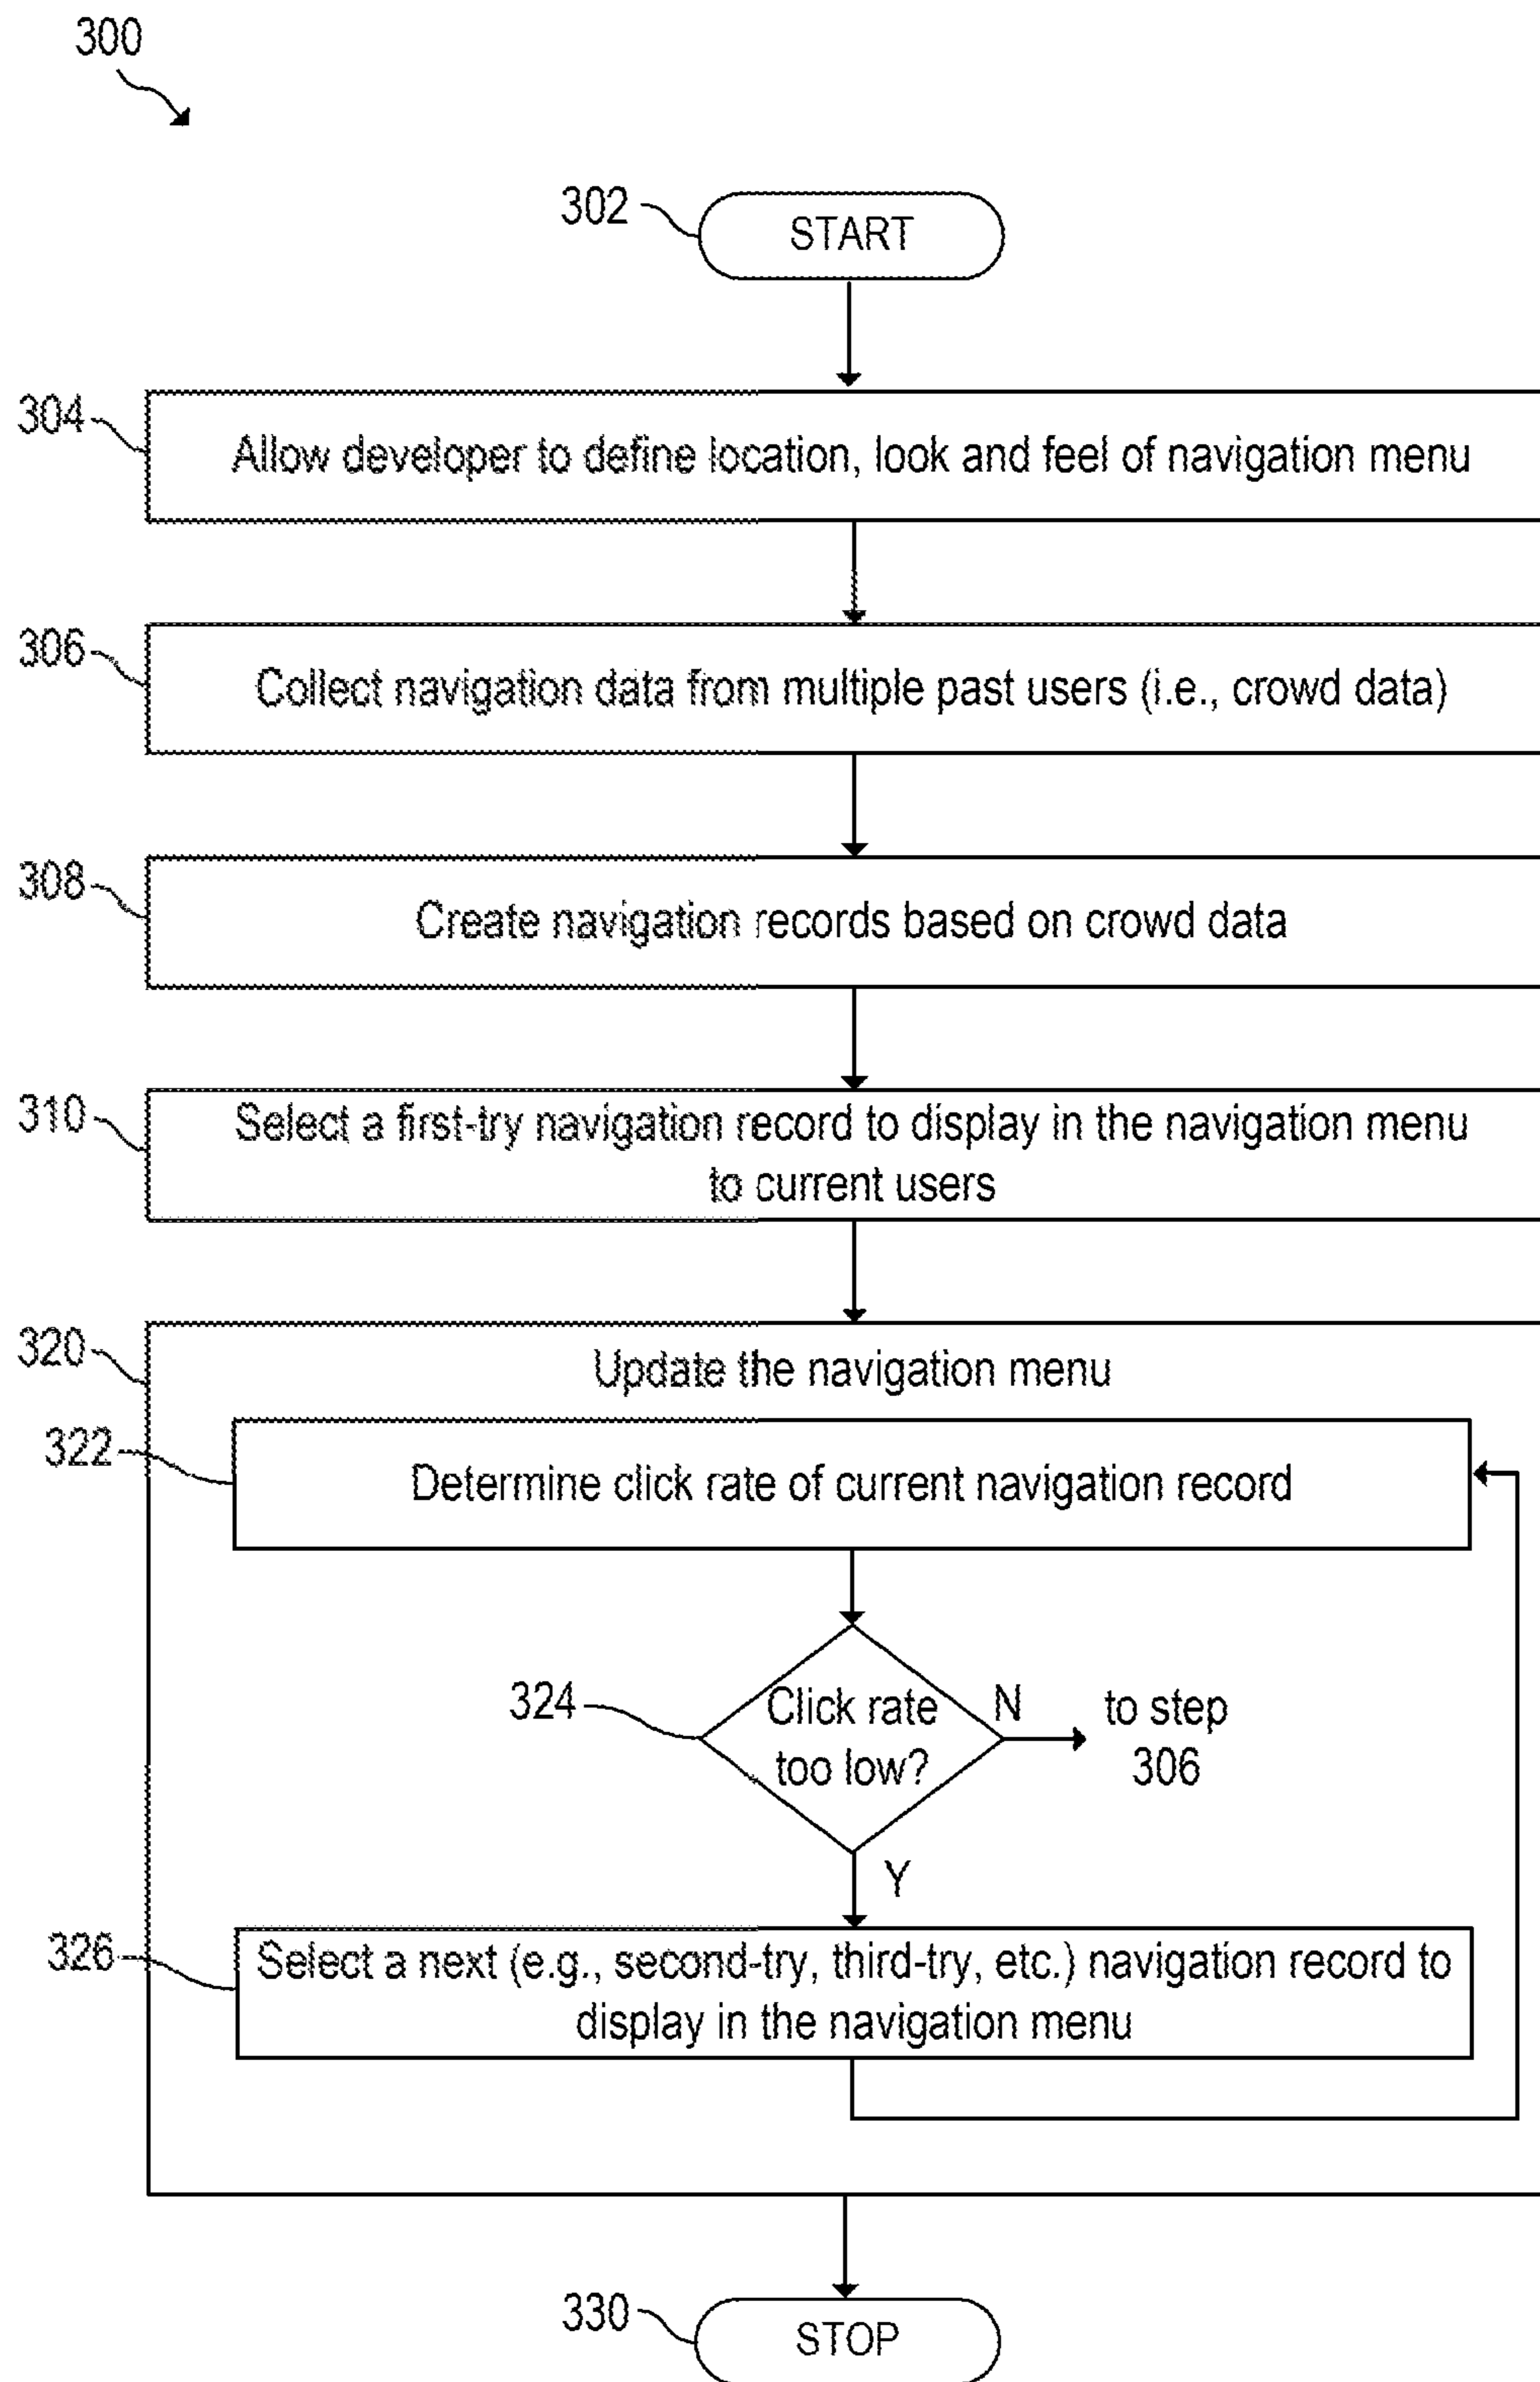 300
302
START
304
Allow developer to define location, look and feel of navigation menu
306
Collect navigation data from multiple past users (i.e., crowd data)
308
Create navigation records based on crowd data
310
Select a first-try navigation record to display in the navigation menu
to current users
320
Update the navigation menu
322
Determine click rate of current navigation record
324
Click rate
too low?
N
to step
306
Y
326
Select a next (e.g., second-try, third-try, etc.) navigation record to
display in the navigation menu
330
STOP